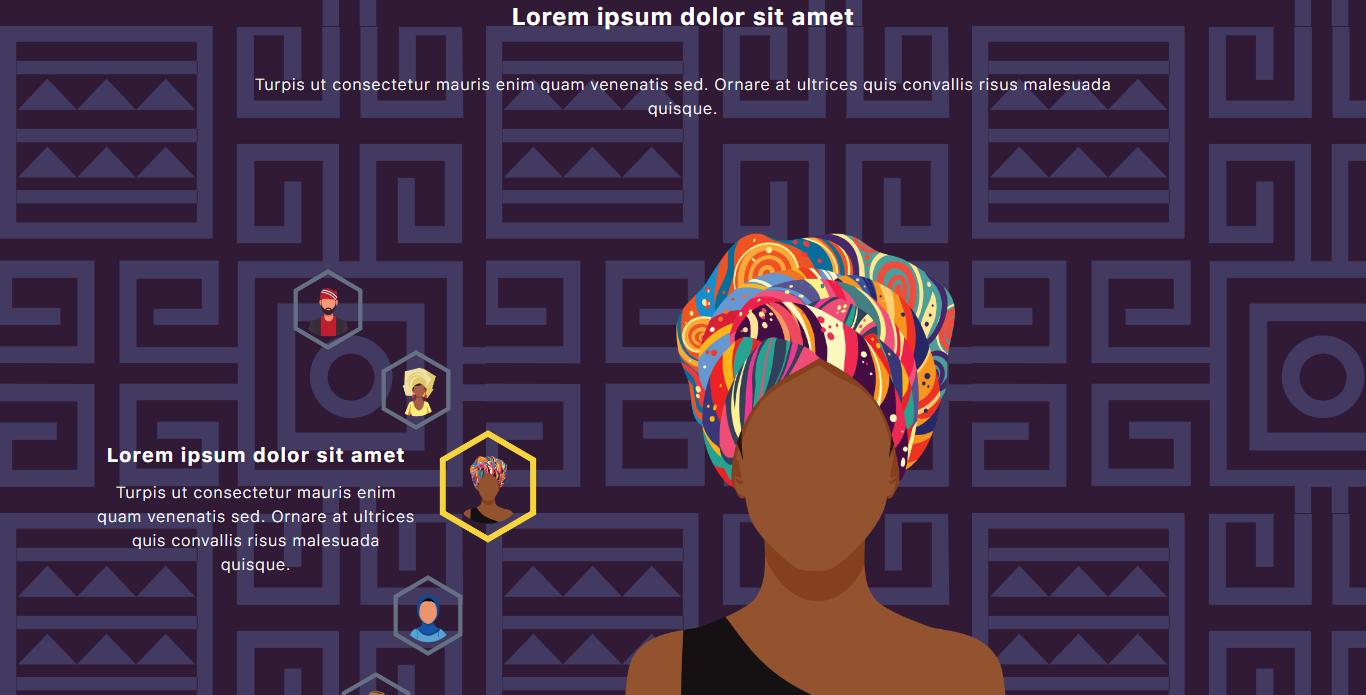 Lorem ipsum dolor sit amet
Turpis ut consectetur mauris enim quam venenatis sed. Ornare at ultrices quis convallis risus malesuada
quisque.
Lorem ipsum dolor sit amet
Turpis ut consectetur mauris enim
quam venenatis sed. Ornare at ultrices
quis convallis risus malesuada
quisque.